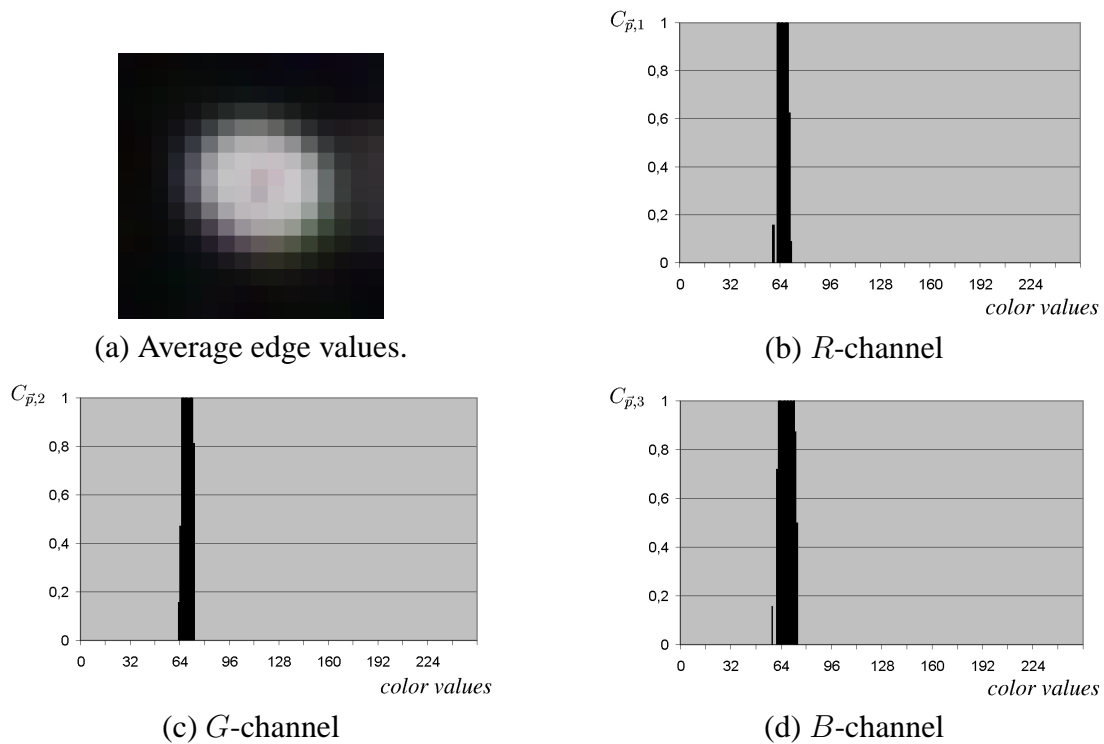 (a) Average edge values.
C_{\vec{p},1}
1
0,8
0,6
0,4
0,2
0
0 32 64 96 128 160 192 224
color values
(b) R-channel
C_{\vec{p},2}
1
0,8
0,6
0,4
0,2
0
0 32 64 96 128 160 192 224
color values
(c) G-channel
C_{\vec{p},3}
1
0,8
0,6
0,4
0,2
0
0 32 64 96 128 160 192 224
color values
(d) B-channel